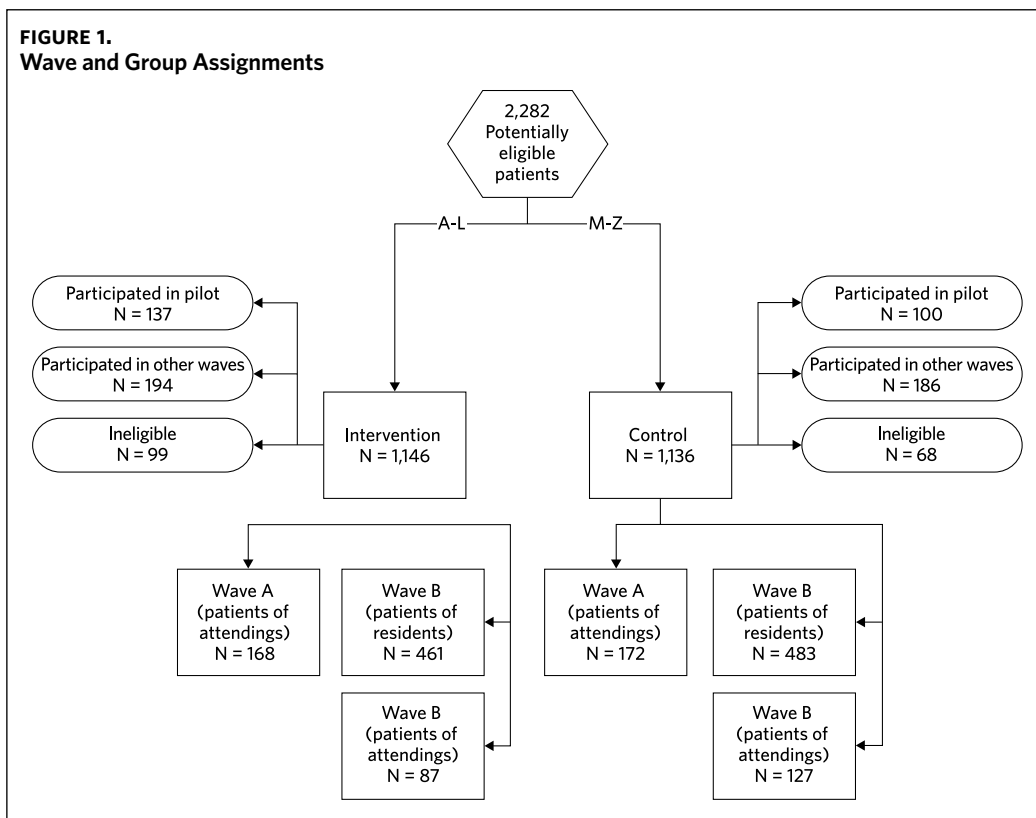 FIGURE 1.
Wave and Group Assignments
2,282
Potentially
eligible
patients
A-L
M-Z
Participated in pilot
N = 137
Participated in other waves
N = 194
Ineligible
N = 99
Intervention
N = 1,146
Control
N = 1,136
Participated in pilot
N = 100
Participated in other waves
N = 186
Ineligible
N = 68
Wave A
(patients of
attendings)
N = 168
Wave B
(patients of
residents)
N = 461
Wave B
(patients of
attendings)
N = 87
Wave A
(patients of
attendings)
N = 172
Wave B
(patients of
residents)
N = 483
Wave B
(patients of
attendings)
N = 127